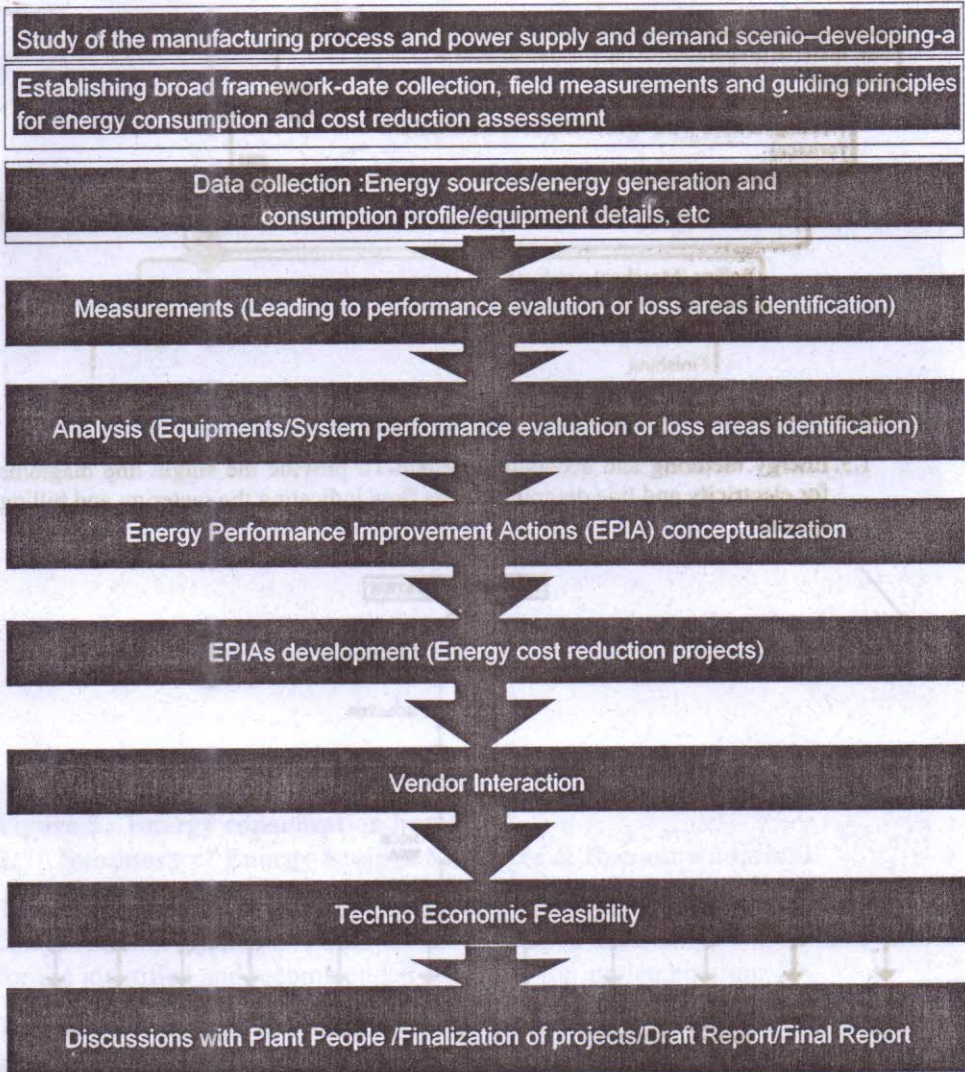 Study of the manufacturing process and power supply and demand scenio–developing-a
Establishing broad framework-date collection, field measurements and guiding principles
for energy consumption and cost reduction assessemnt
Data collection :Energy sources/energy generation and
consumption profile/equipment details, etc
Measurements (Leading to performance evalution or loss areas identification)
Analysis (Equipments/System performance evaluation or loss areas identification)
Energy Performance Improvement Actions (EPIA) conceptualization
EPIAs development (Energy cost reduction projects)
Vendor Interaction
Techno Economic Feasibility
Discussions with Plant People /Finalization of projects/Draft Report/Final Report